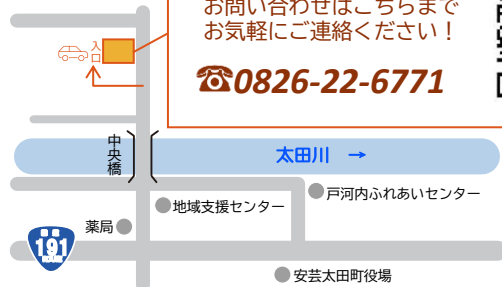 お問い合わせはこちらまで
お気軽にご連絡ください！
☎0826-22-6771
入口
中央橋
太田川 →
戸河内ふれあいセンター
地域支援センター
薬局
191
安芸太田町役場